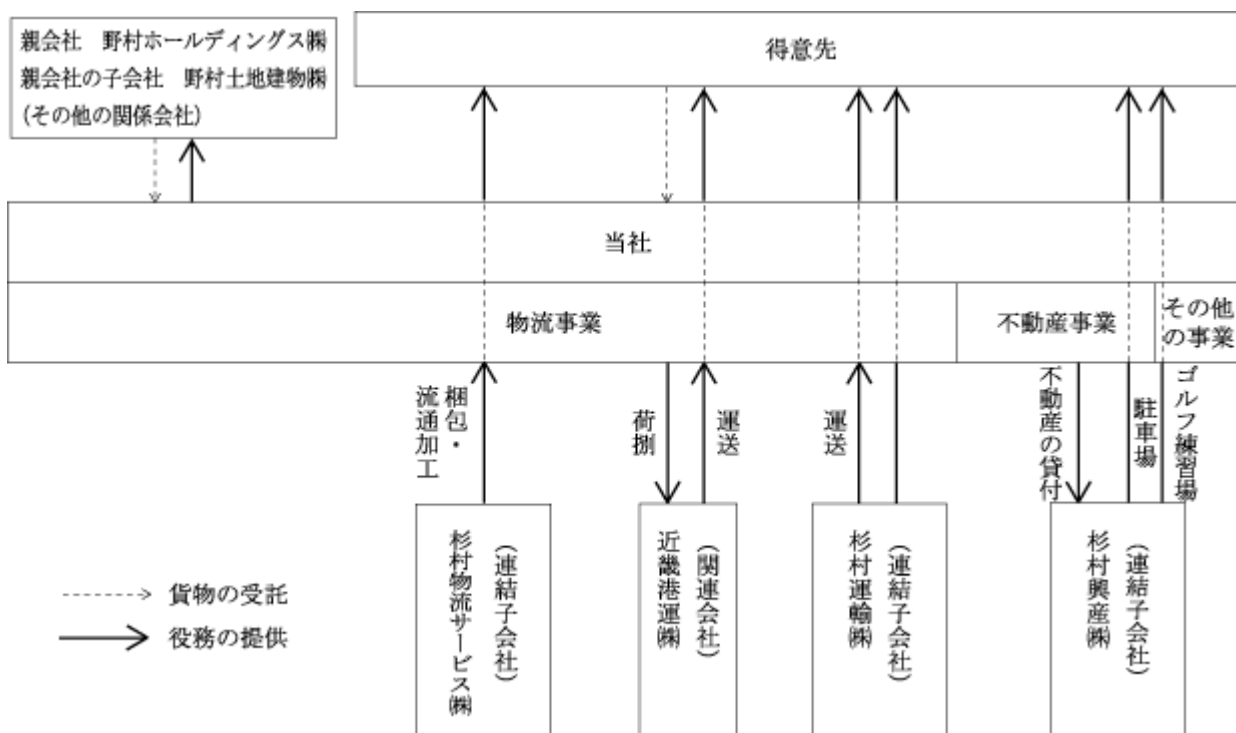 親会社 野村ホールディングス㈱
親会社の子会社 野村土地建物㈱
(その他の関係会社)
得意先
当社
物流事業
不動産事業
その他
の事業
梱包・
流通加工
荷捌
運送
運送
不動産の貸付
駐車場
ゴルフ練習場
(連結子会社)
杉村物流サービス㈱
(関連会社)
近畿港運㈱
(連結子会社)
杉村運輸㈱
(連結子会社)
杉村興産㈱
貨物の受託
役務の提供